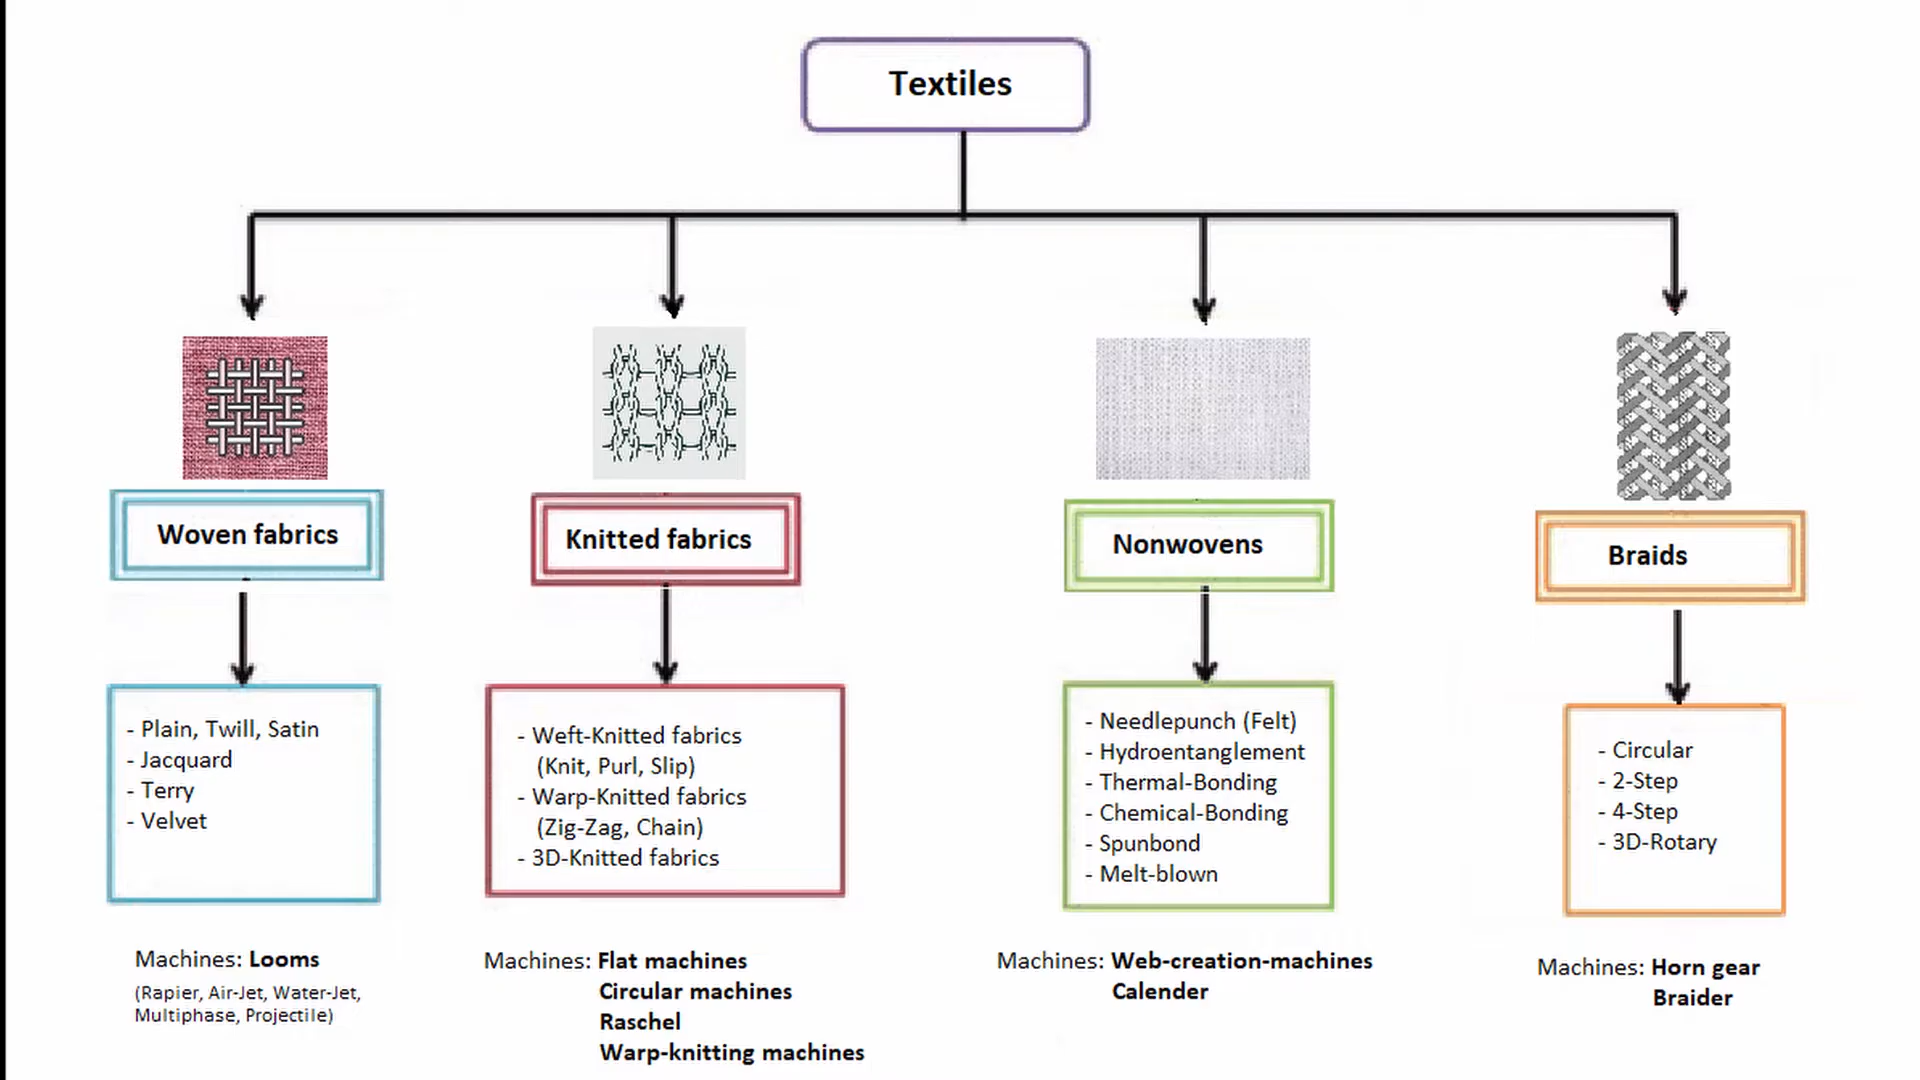 Textiles
Woven fabrics
Knitted fabrics
Nonwovens
Braids
- Plain, Twill, Satin
- Jacquard
- Terry
- Velvet
- Weft-Knitted fabrics
(Knit, Purl, Slip)
- Warp-Knitted fabrics
(Zig-Zag, Chain)
- 3D-Knitted fabrics
- Needlepunch (Felt)
- Hydroentanglement
- Thermal-Bonding
- Chemical-Bonding
- Spunbond
- Melt-blown
- Circular
- 2-Step
- 4-Step
- 3D-Rotary
Machines: Looms
(Rapier, Air-Jet, Water-Jet,
Multiphase, Projectile)
Machines: Flat machines
Circular machines
Raschel
Warp-knitting machines
Machines: Web-creation-machines
Calender
Machines: Horn gear
Braider